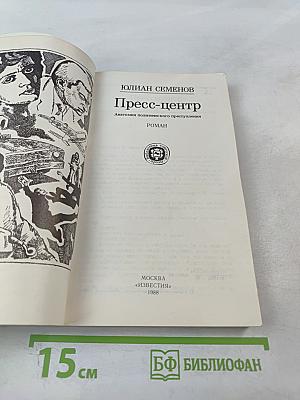 ЮЛИАН СЕМЕНОВ
Пресс-центр
Анатомия политического преступления
РОМАН
МОСКВА
«ИЗВЕСТИЯ»
1988
15 см
БФ БИБЛИОФАН